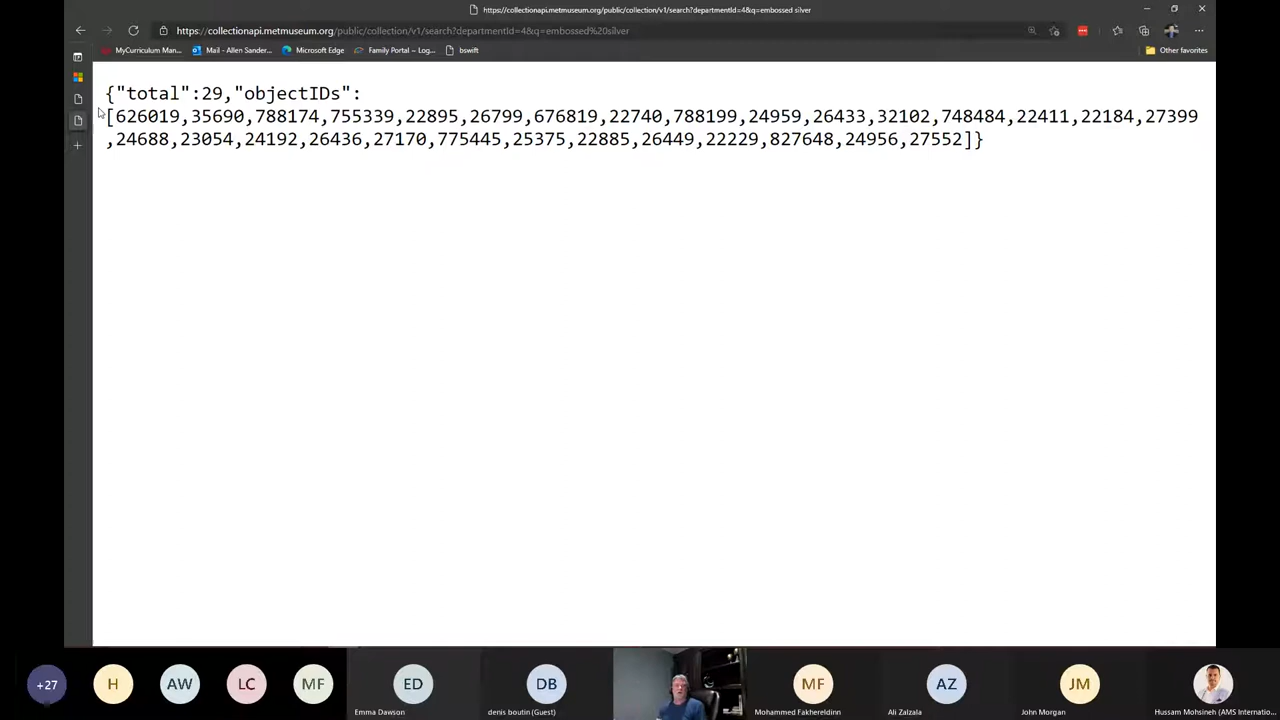 https://collectionapi.metmuseum.org/public/collection/v1/search?departmentId=4&q=embossed silver
https://collectionapi.metmuseum.org/public/collection/v1/search?departmentId=4&q=embossed%20silver
MyCurriculum Man... Mail - Allen Sander... Microsoft Edge Family Portal – Log... bswift Other favorites
{"total":29,"objectIDs":
[626019,35690,788174,755339,22895,26799,676819,22740,788199,24959,26433,32102,748484,22411,22184,27399
,24688,23054,24192,26436,27170,775445,25375,22885,26449,22229,827648,24956,27552]}
+27 H AW LC MF ED DB MF AZ JM
Emma Dawson denis boutin (Guest) Mohammed Fakhereldinn Ali Zalzala John Morgan Hussam Mohsineh (AMS Internatio...